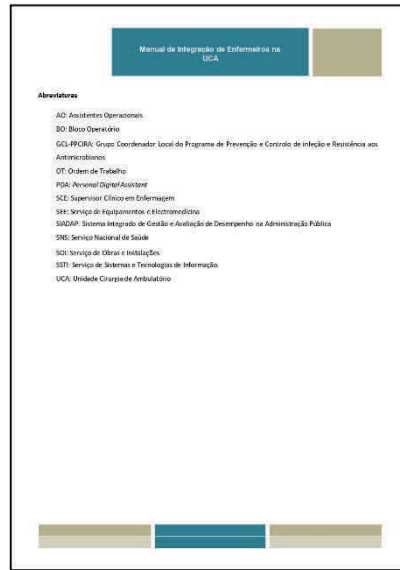 Manual de Integração de Enfermeiros na
UCA
Abreviaturas
AO: Assistentes Operacionais
BO: Bloco Operatório
GCL-PPCIRA: Grupo Coordenador Local do Programa de Prevenção e Controlo de infeção e Resistência aos
Antimicrobianos
OT: Ordem de Trabalho
PDA: Personal Digital Assistant
SCE: Supervisor Clínico em Enfermagem
SEE: Serviço de Equipamentos e Electromedicina
SIADAP: Sistema Integrado de Gestão e Avaliação de Desempenho na Administração Pública
SNS: Serviço Nacional de Saúde
SOI: Serviço de Obras e Instalações
SSTI: Serviço de Sistemas e Tecnologias de Informação.
UCA: Unidade Cirurgia de Ambulatório